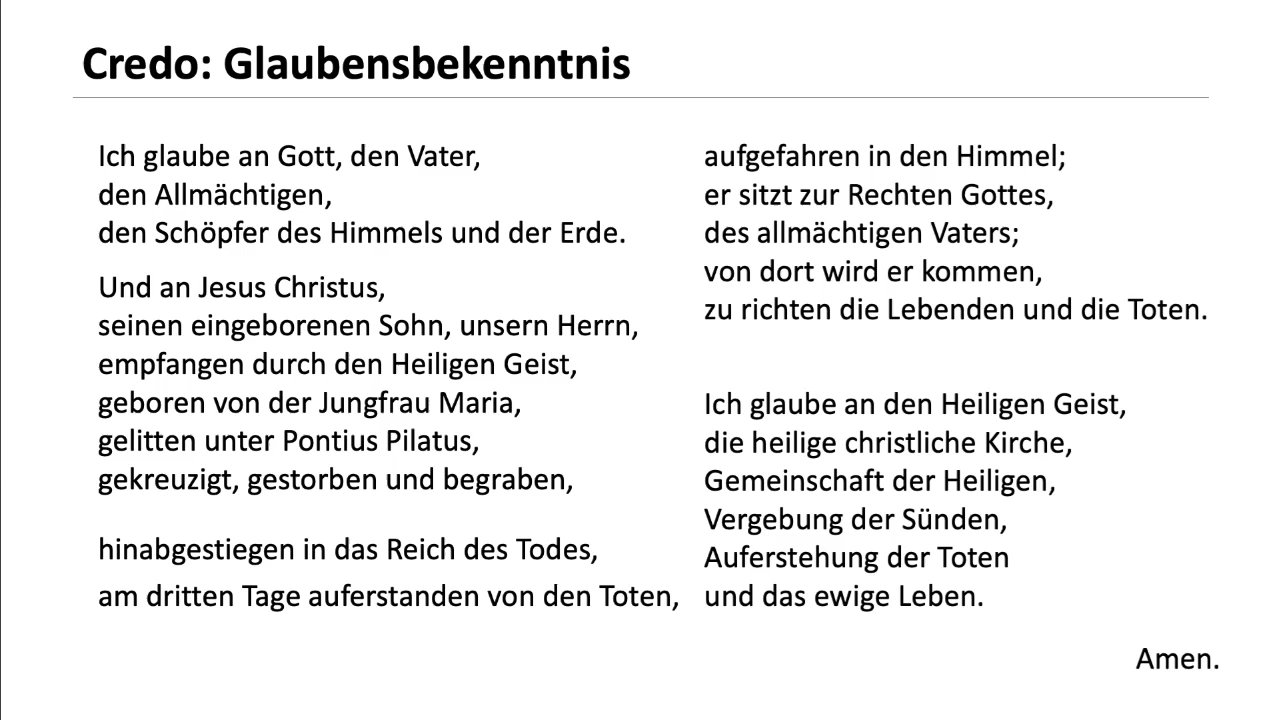 Credo: Glaubensbekenntnis
Ich glaube an Gott, den Vater,
den Allmächtigen,
den Schöpfer des Himmels und der Erde.
Und an Jesus Christus,
seinen eingeborenen Sohn, unsern Herrn,
empfangen durch den Heiligen Geist,
geboren von der Jungfrau Maria,
gelitten unter Pontius Pilatus,
gekreuzigt, gestorben und begraben,
hinabgestiegen in das Reich des Todes,
am dritten Tage auferstanden von den Toten,
aufgefahren in den Himmel;
er sitzt zur Rechten Gottes,
des allmächtigen Vaters;
von dort wird er kommen,
zu richten die Lebenden und die Toten.
Ich glaube an den Heiligen Geist,
die heilige christliche Kirche,
Gemeinschaft der Heiligen,
Vergebung der Sünden,
Auferstehung der Toten
und das ewige Leben.
Amen.